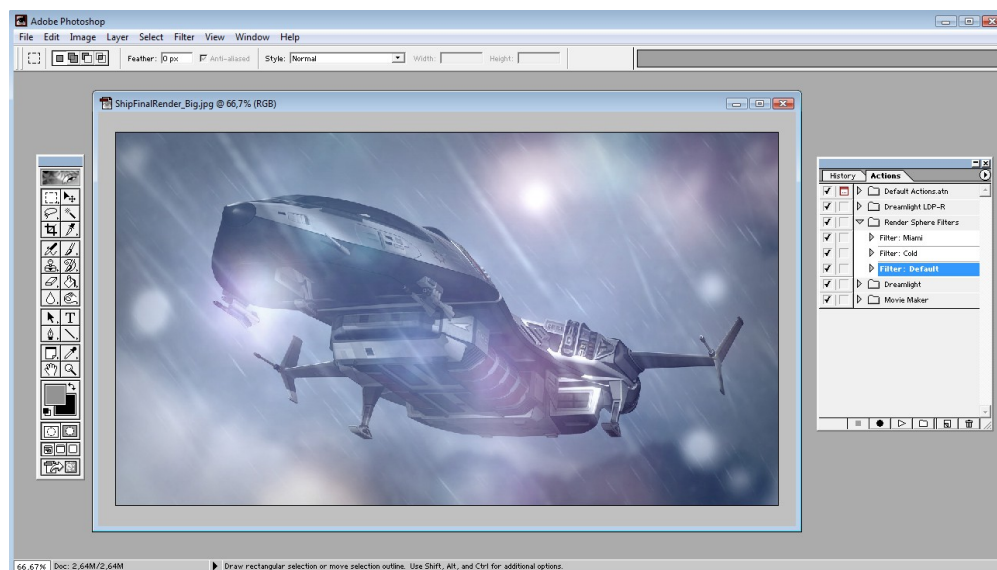 Adobe Photoshop
File Edit Image Layer Select Filter View Window Help
Feather: 0 px Anti-aliased Style: Normal Width: Height:
ShipFinalRender_Big.jpg @ 66,7% (RGB)
History Actions
Default Actions.atn
Dreamlight LDP-R
Render Sphere Filters
Filter: Miami
Filter: Cold
Filter: Default
Dreamlight
Movie Maker
T
66,67% Doc: 2,64M/2,64M Draw rectangular selection or move selection outline. Use Shift, Alt, and Ctrl for additional options.